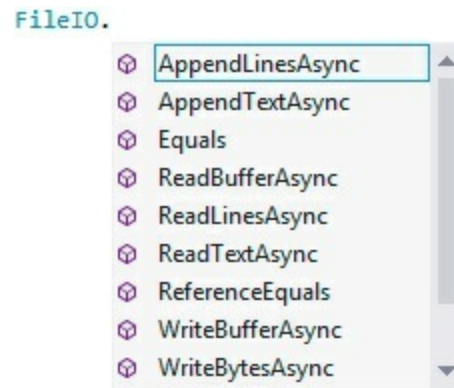 FileIO.
AppendLinesAsync
AppendTextAsync
Equals
ReadBufferAsync
ReadLinesAsync
ReadTextAsync
ReferenceEquals
WriteBufferAsync
WriteBytesAsync